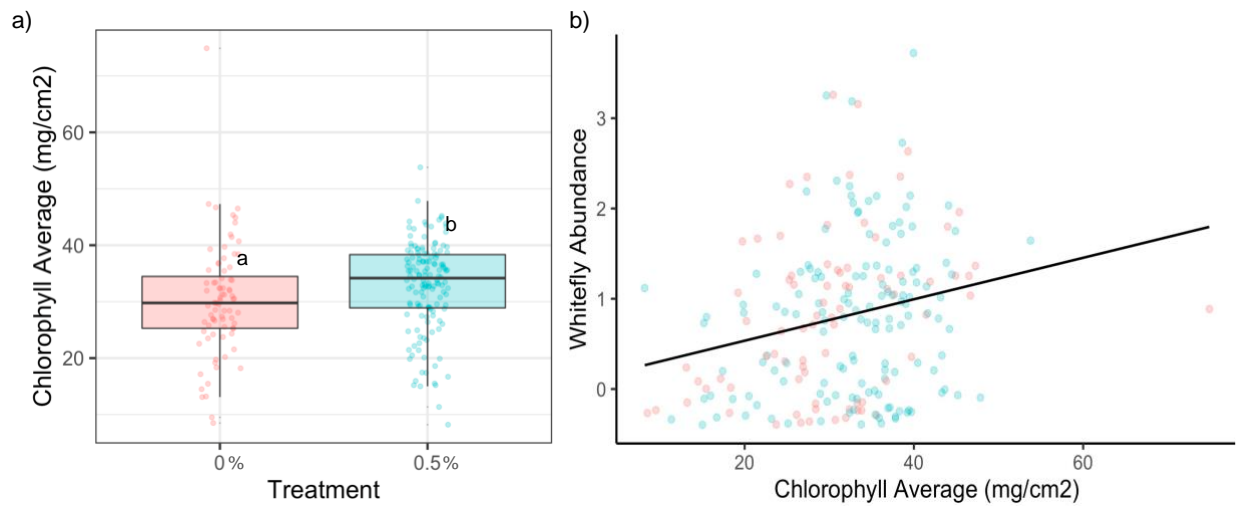 a)
b)
Chlorophyll Average (mg/cm2)
60
40
20
a
b
0%
0.5%
Treatment
Whitefly Abundance
3
2
1
0
20
40
60
Chlorophyll Average (mg/cm2)